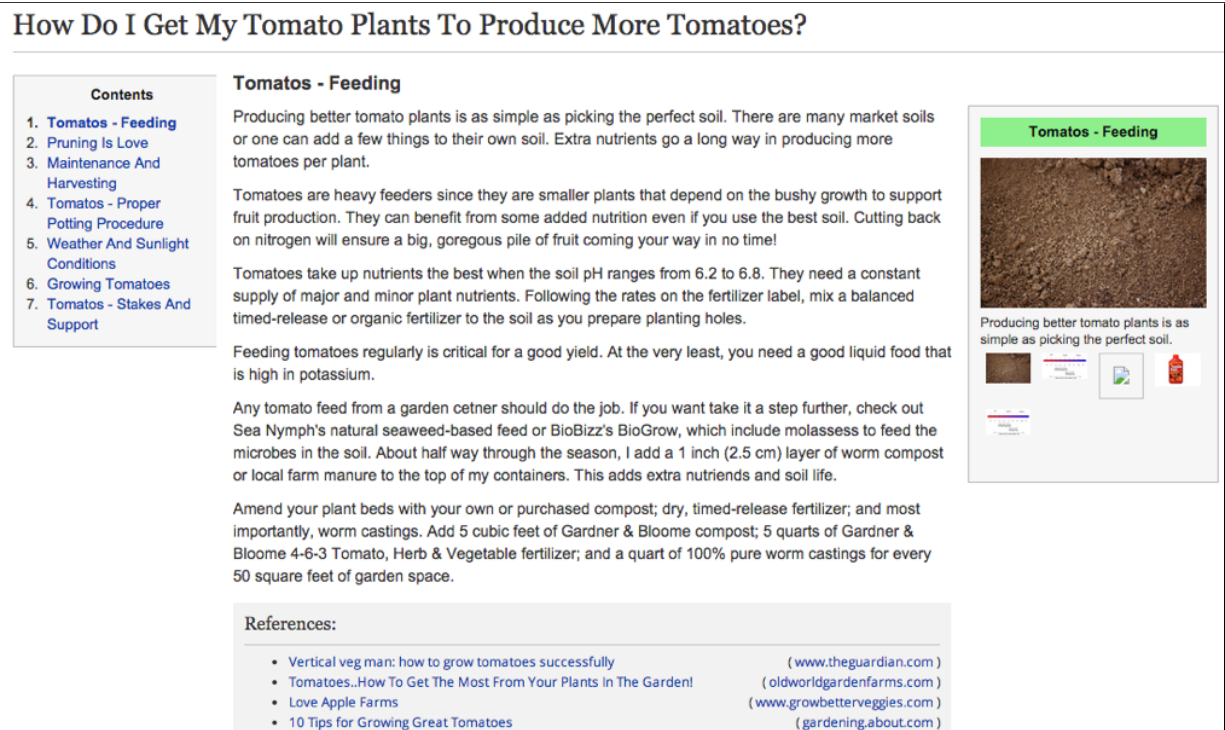 How Do I Get My Tomato Plants To Produce More Tomatoes?
Contents
1. Tomatos - Feeding
2. Pruning Is Love
3. Maintenance And
Harvesting
4. Tomatos - Proper
Potting Procedure
5. Weather And Sunlight
Conditions
6. Growing Tomatoes
7. Tomatos - Stakes And
Support
Tomatos - Feeding
Producing better tomato plants is as simple as picking the perfect soil. There are many market soils
or one can add a few things to their own soil. Extra nutrients go a long way in producing more
tomatoes per plant.
Tomatoes are heavy feeders since they are smaller plants that depend on the bushy growth to support
fruit production. They can benefit from some added nutrition even if you use the best soil. Cutting back
on nitrogen will ensure a big, goregous pile of fruit coming your way in no time!
Tomatoes take up nutrients the best when the soil pH ranges from 6.2 to 6.8. They need a constant
supply of major and minor plant nutrients. Following the rates on the fertilizer label, mix a balanced
timed-release or organic fertilizer to the soil as you prepare planting holes.
Feeding tomatoes regularly is critical for a good yield. At the very least, you need a good liquid food that
is high in potassium.
Any tomato feed from a garden cetner should do the job. If you want take it a step further, check out
Sea Nymph's natural seaweed-based feed or BioBizz's BioGrow, which include molassess to feed the
microbes in the soil. About half way through the season, I add a 1 inch (2.5 cm) layer of worm compost
or local farm manure to the top of my containers. This adds extra nutriends and soil life.
Amend your plant beds with your own or purchased compost; dry, timed-release fertilizer; and most
importantly, worm castings. Add 5 cubic feet of Gardner & Bloome compost; 5 quarts of Gardner &
Bloome 4-6-3 Tomato, Herb & Vegetable fertilizer; and a quart of 100% pure worm castings for every
50 square feet of garden space.
References:
• Vertical veg man: how to grow tomatoes successfully ( www.theguardian.com )
• Tomatoes..How To Get The Most From Your Plants In The Garden! ( oldworldgardenfarms.com )
• Love Apple Farms ( www.growbetterveggies.com )
• 10 Tips for Growing Great Tomatoes ( gardening.about.com )
Tomatos - Feeding
Producing better tomato plants is as
simple as picking the perfect soil.